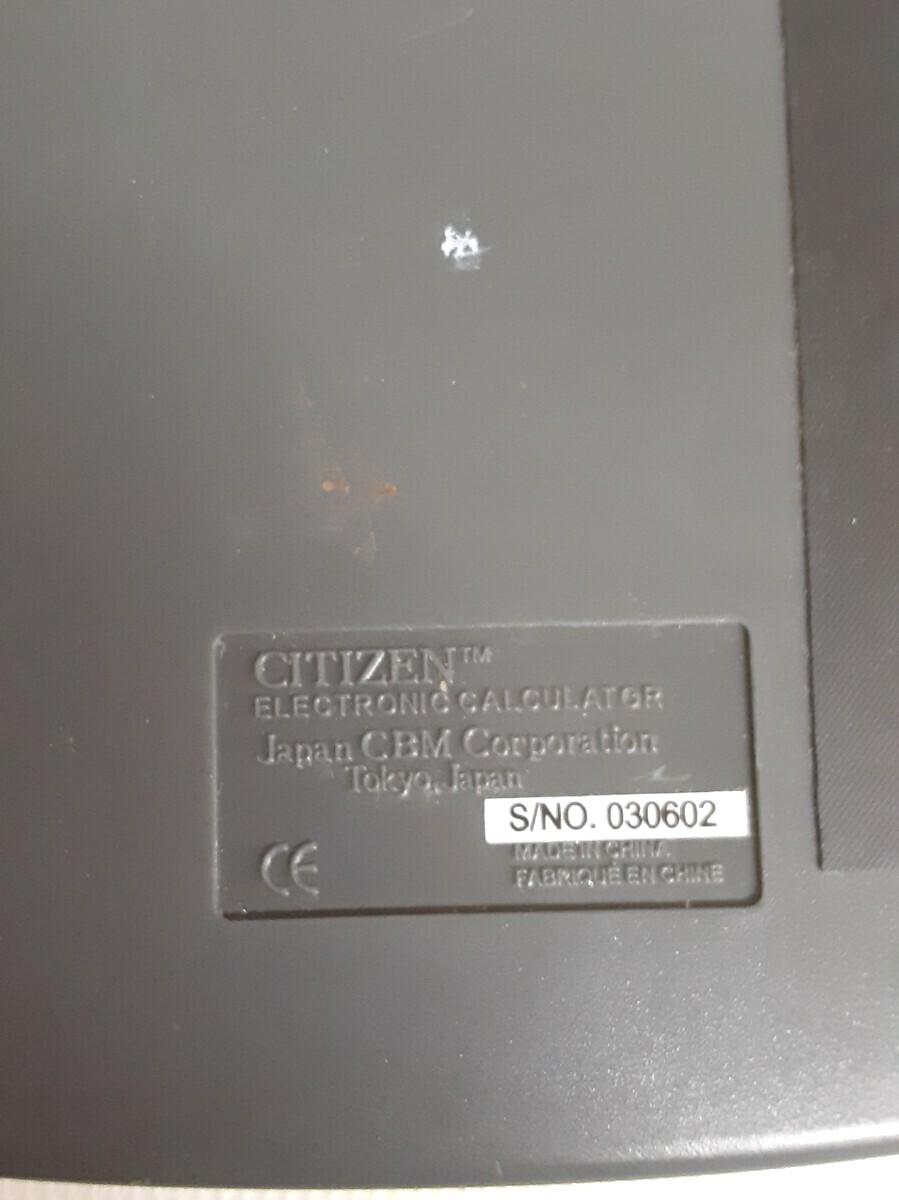 CITIZEN™
ELECTRONIC CALCULATOR
Japan CBM Corporation
Tokyo, Japan
S/NO. 030602
CE
MADE IN CHINA
FABRIQUÉ EN CHINE